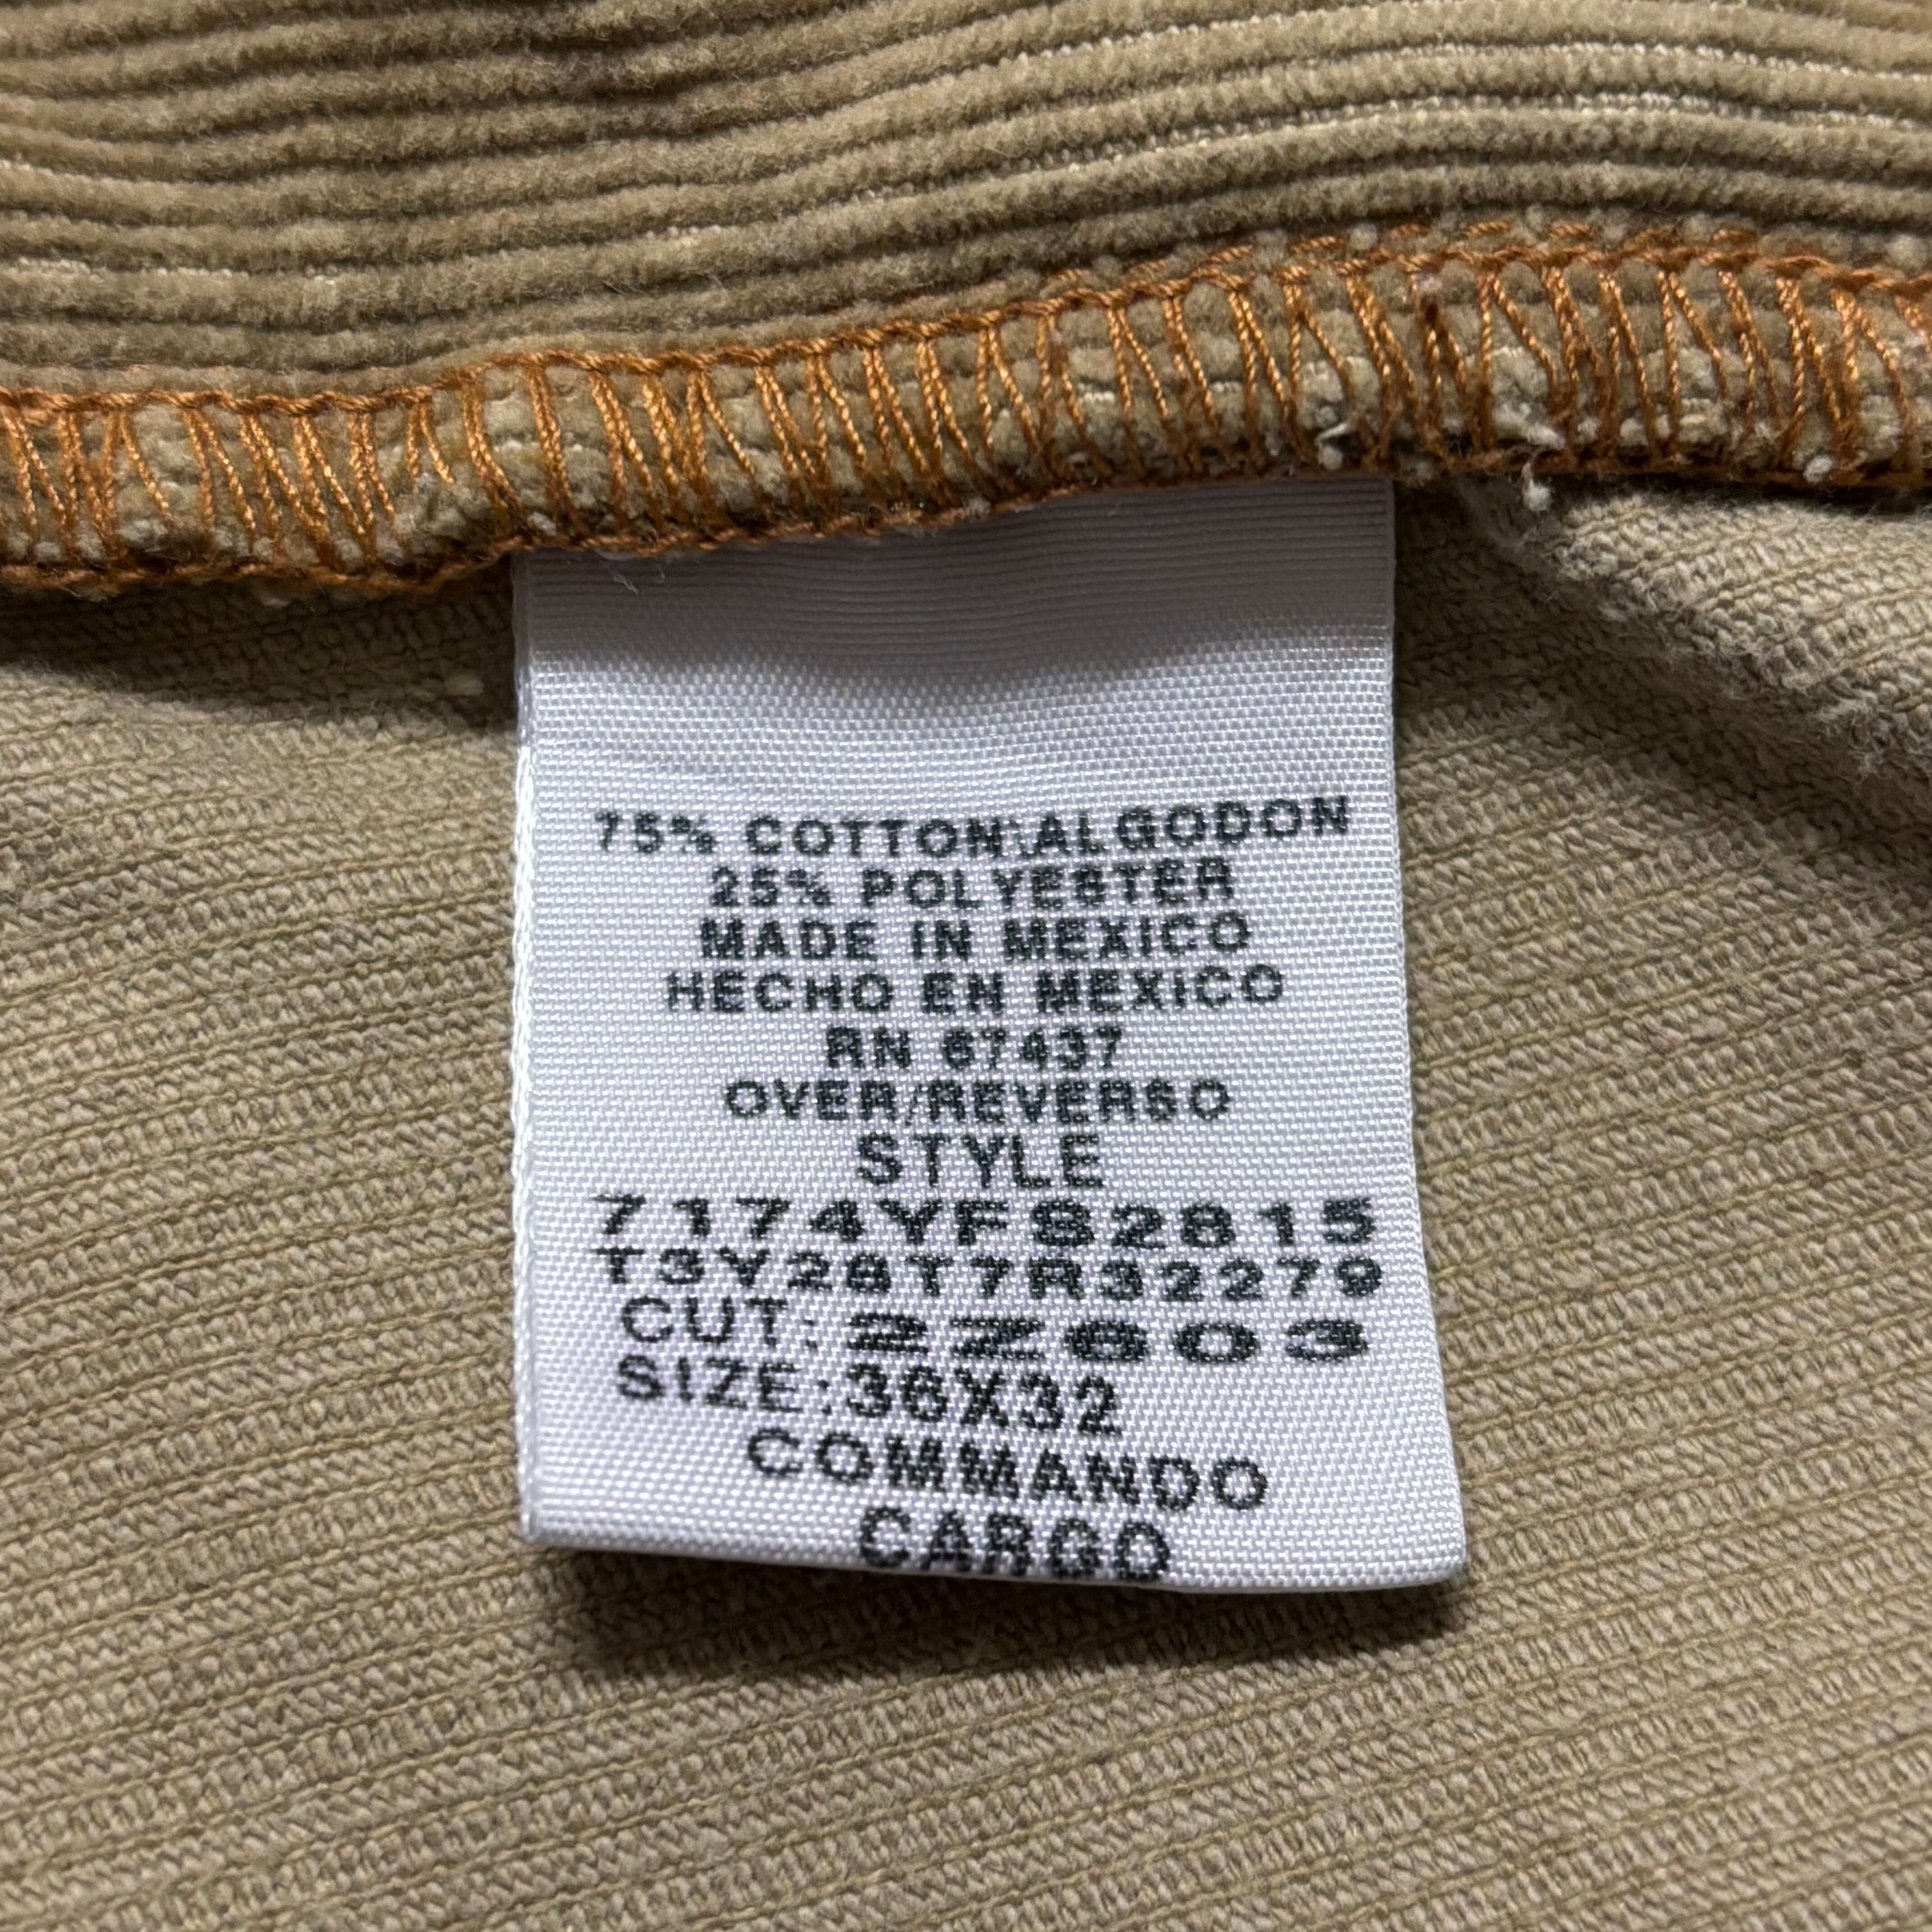 75% COTTON:ALGODON
25% POLYESTER
MADE IN MEXICO
HECHO EN MEXICO
RN 67437
OVER/REVERSO
STYLE
7174YFS2815
T3Y28T7R32279
CUT: 2Z603
SIZE:36X32
COMMANDO
CARGO